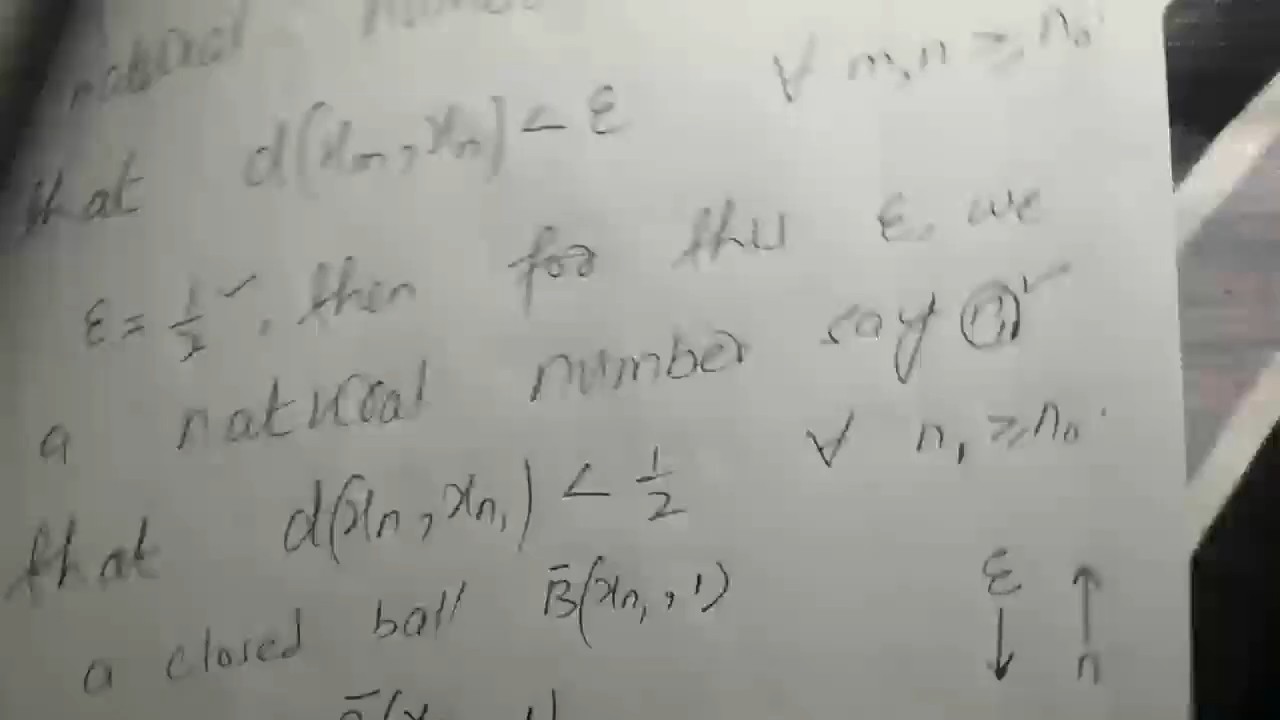 natural number
that d(xm, xn) < ε ∀ m,n ≥ n₀.
ε = 1/2. then for this ε, we
a natural number say n₁
that d(xn, xn₁) < 1/2 ∀ n₁ ≥ n₀.
a closed ball B̄(xn₁, 1)
ε ↓ ↑ n